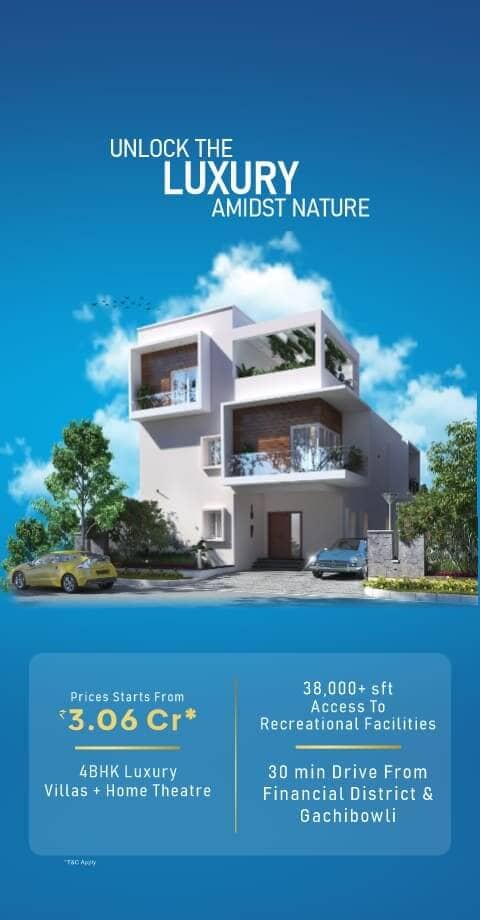 UNLOCK THE
LUXURY
AMIDST NATURE
Prices Starts From
₹3.06 Cr*
4BHK Luxury
Villas + Home Theatre
38,000+ sft
Access To
Recreational Facilities
30 min Drive From
Financial District &
Gachibowli
*T&C Apply